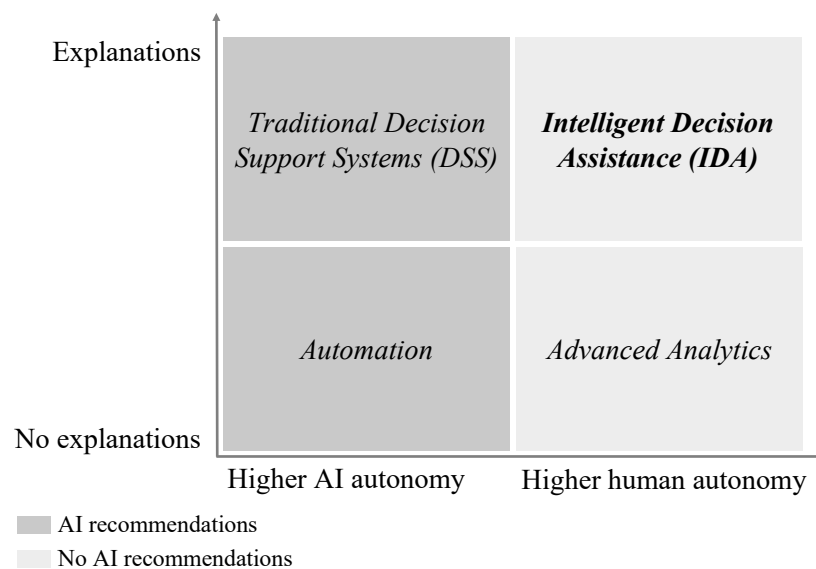 Explanations
Traditional Decision
Support Systems (DSS)
Intelligent Decision
Assistance (IDA)
Automation
Advanced Analytics
No explanations
Higher AI autonomy
Higher human autonomy
AI recommendations
No AI recommendations